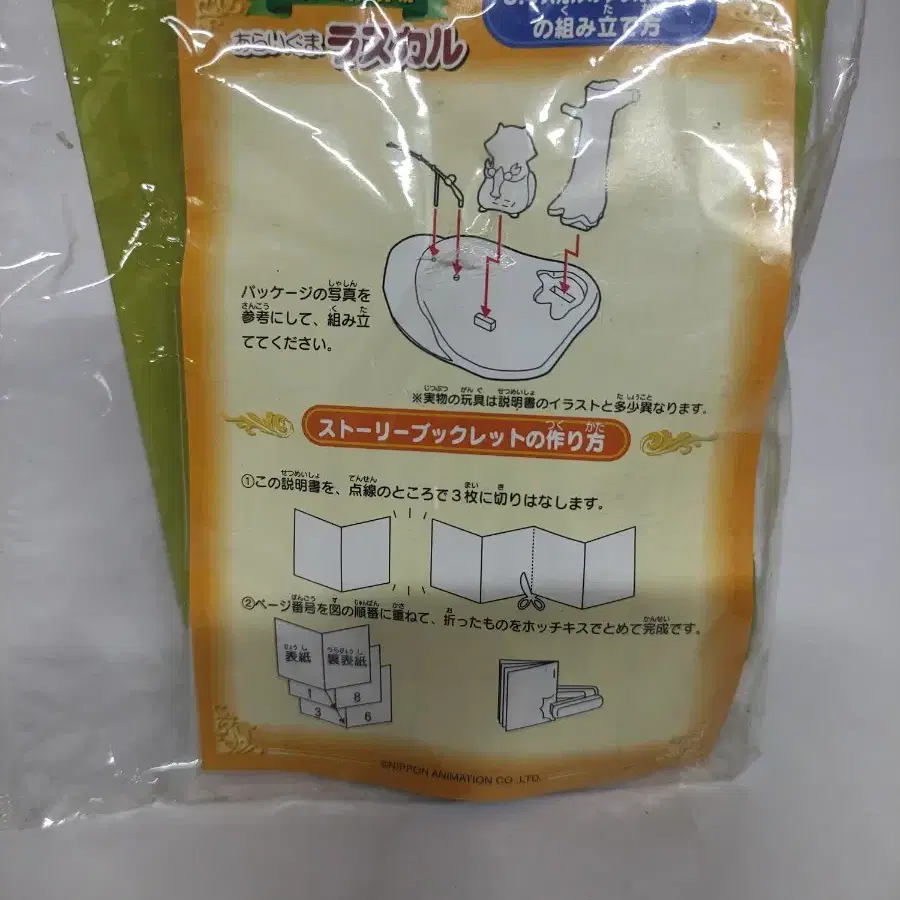 あらいぐま ラスカル
の組み立て方
パッケージの写真を
参考にして、組み立
ててください。
※実物の玩具は説明書のイラストと多少異なります。
ストーリーブックレットの作り方
①この説明書を、点線のところで3枚に切りはなします。
②ページ番号を図の順番に重ねて、折ったものをホッチキスでとめて完成です。
表紙 裏表紙
1 8
3 6
©NIPPON ANIMATION CO.,LTD.